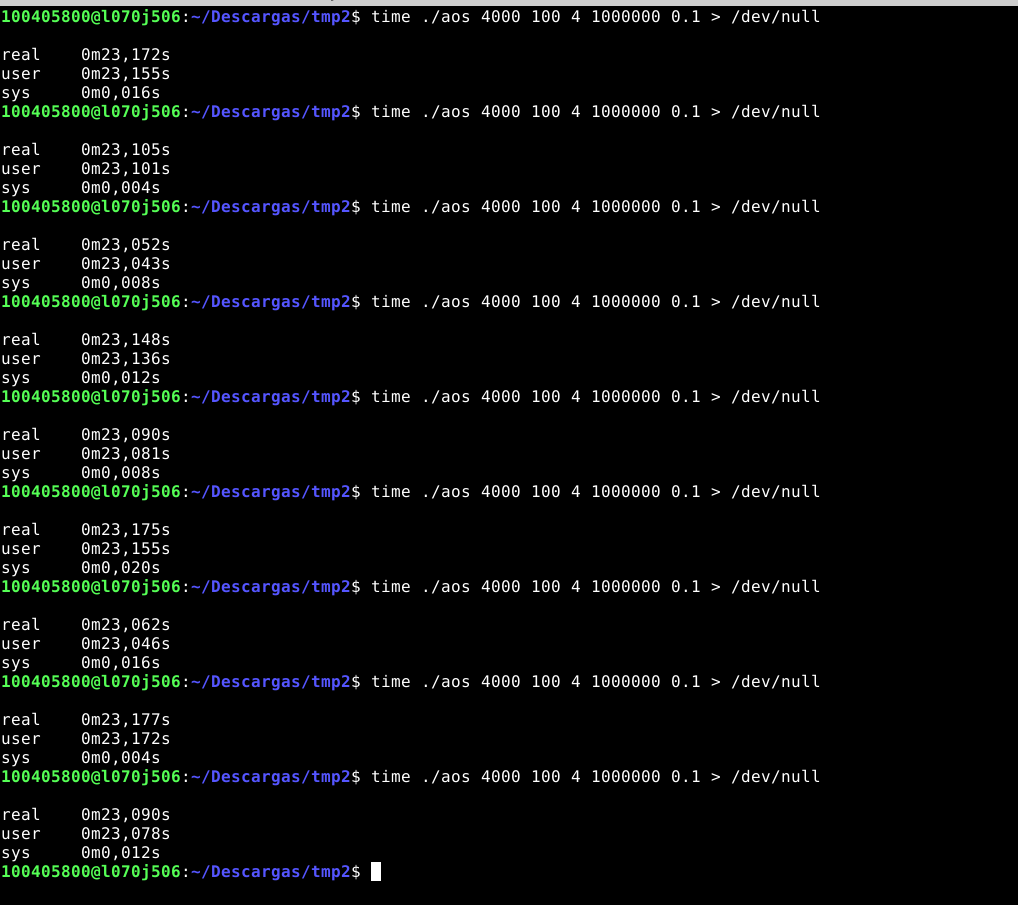 100405800@l070j506:~/Descargas/tmp2$ time ./aos 4000 100 4 1000000 0.1 > /dev/null
real    0m23,172s
user    0m23,155s
sys     0m0,016s
100405800@l070j506:~/Descargas/tmp2$ time ./aos 4000 100 4 1000000 0.1 > /dev/null
real    0m23,105s
user    0m23,101s
sys     0m0,004s
100405800@l070j506:~/Descargas/tmp2$ time ./aos 4000 100 4 1000000 0.1 > /dev/null
real    0m23,052s
user    0m23,043s
sys     0m0,008s
100405800@l070j506:~/Descargas/tmp2$ time ./aos 4000 100 4 1000000 0.1 > /dev/null
real    0m23,148s
user    0m23,136s
sys     0m0,012s
100405800@l070j506:~/Descargas/tmp2$ time ./aos 4000 100 4 1000000 0.1 > /dev/null
real    0m23,090s
user    0m23,081s
sys     0m0,008s
100405800@l070j506:~/Descargas/tmp2$ time ./aos 4000 100 4 1000000 0.1 > /dev/null
real    0m23,175s
user    0m23,155s
sys     0m0,020s
100405800@l070j506:~/Descargas/tmp2$ time ./aos 4000 100 4 1000000 0.1 > /dev/null
real    0m23,062s
user    0m23,046s
sys     0m0,016s
100405800@l070j506:~/Descargas/tmp2$ time ./aos 4000 100 4 1000000 0.1 > /dev/null
real    0m23,177s
user    0m23,172s
sys     0m0,004s
100405800@l070j506:~/Descargas/tmp2$ time ./aos 4000 100 4 1000000 0.1 > /dev/null
real    0m23,090s
user    0m23,078s
sys     0m0,012s
100405800@l070j506:~/Descargas/tmp2$